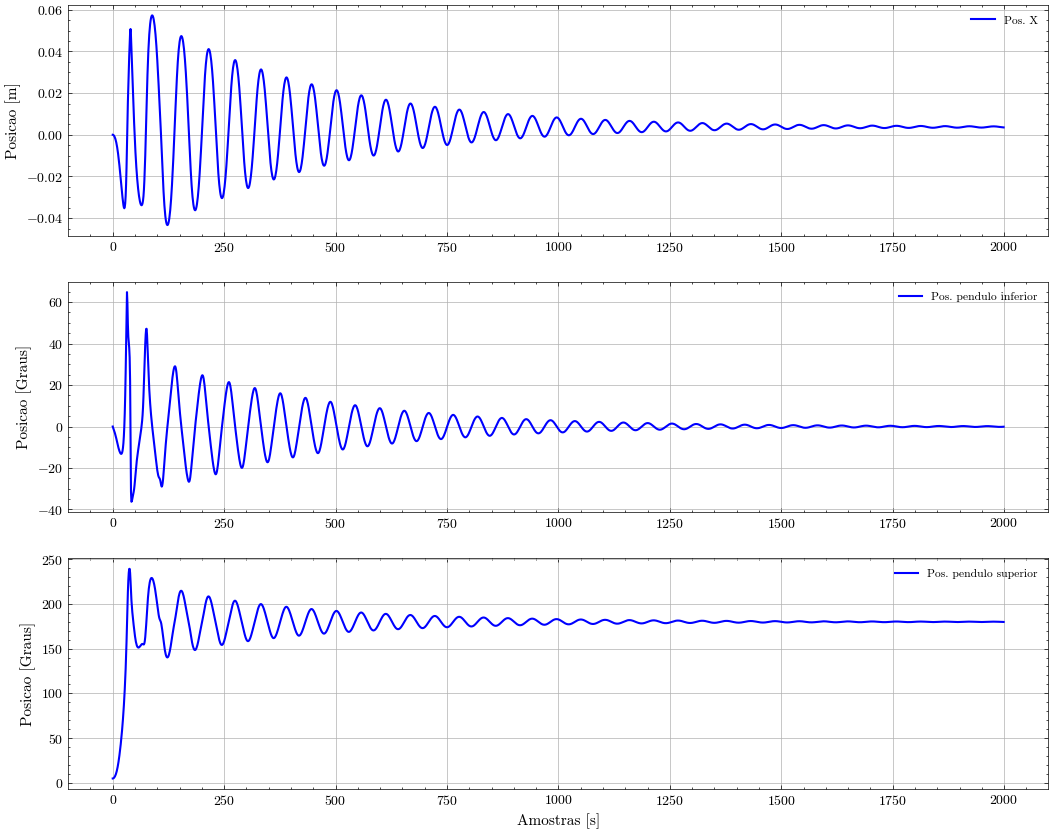 0.06
0.04
0.02
0.00
−0.02
−0.04
Posicao [m]
Pos. X
0 250 500 750 1000 1250 1500 1750 2000
60
40
20
0
−20
−40
Posicao [Graus]
Pos. pendulo inferior
0 250 500 750 1000 1250 1500 1750 2000
250
200
150
100
50
0
Posicao [Graus]
Pos. pendulo superior
0 250 500 750 1000 1250 1500 1750 2000
Amostras [s]